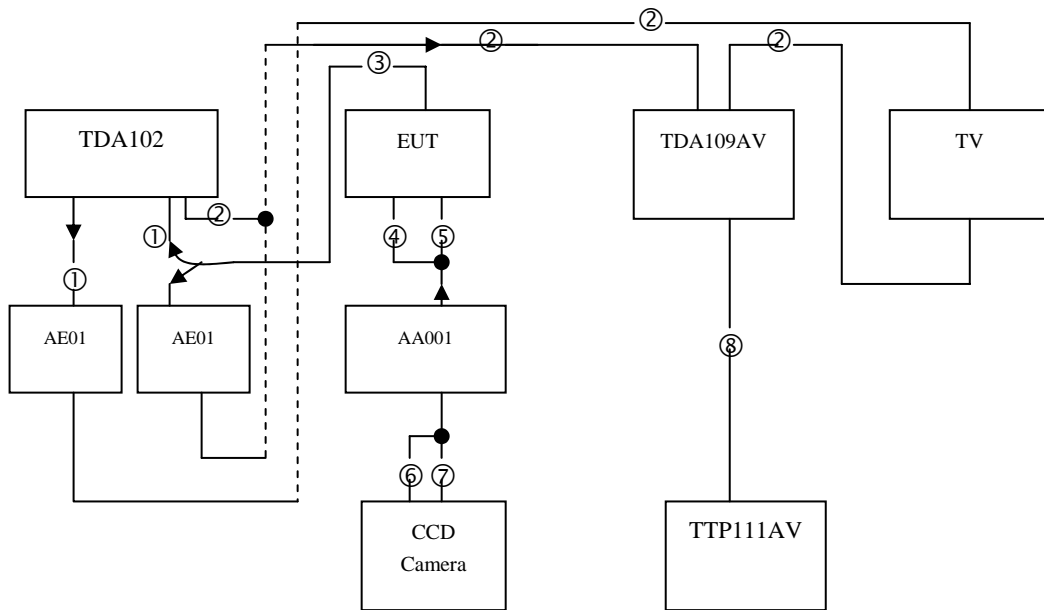 ②
② ②
③
TDA102 EUT TDA109AV TV
②
① ④ ⑤
①
AE01 AE01 AA001
⑧
⑥ ⑦
CCD
Camera
TTP111AV